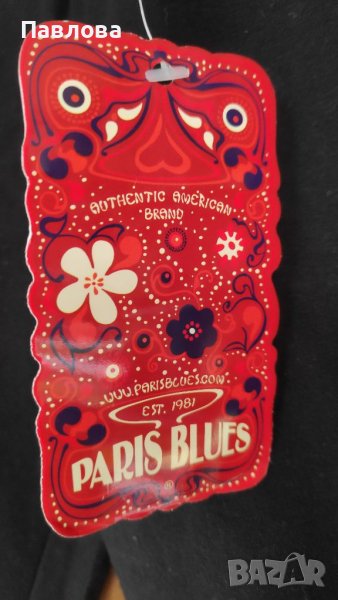 Павлова
AUTHENTIC AMERICAN
BRAND
WWW.PARISBLUES.COM
EST. 1981
PARIS BLUES
®
BAZAR